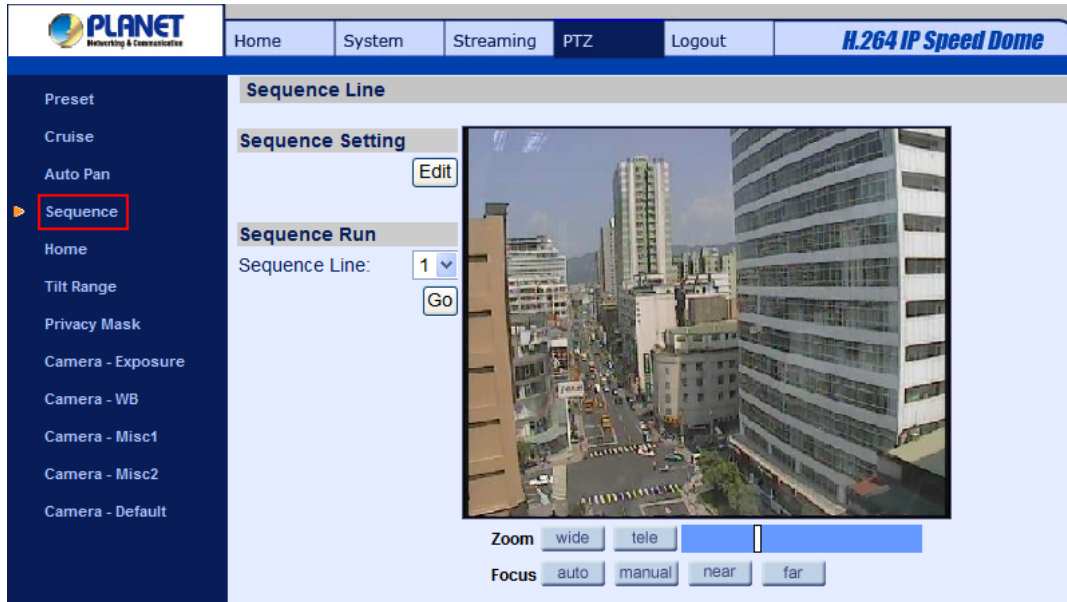 PLANET
Networking & Communication
Home System Streaming PTZ Logout H.264 IP Speed Dome
Preset
Cruise
Auto Pan
Sequence
Home
Tilt Range
Privacy Mask
Camera - Exposure
Camera - WB
Camera - Misc1
Camera - Misc2
Camera - Default
Sequence Line
Sequence Setting
Edit
Sequence Run
Sequence Line: 1
Go
Zoom wide tele
Focus auto manual near far